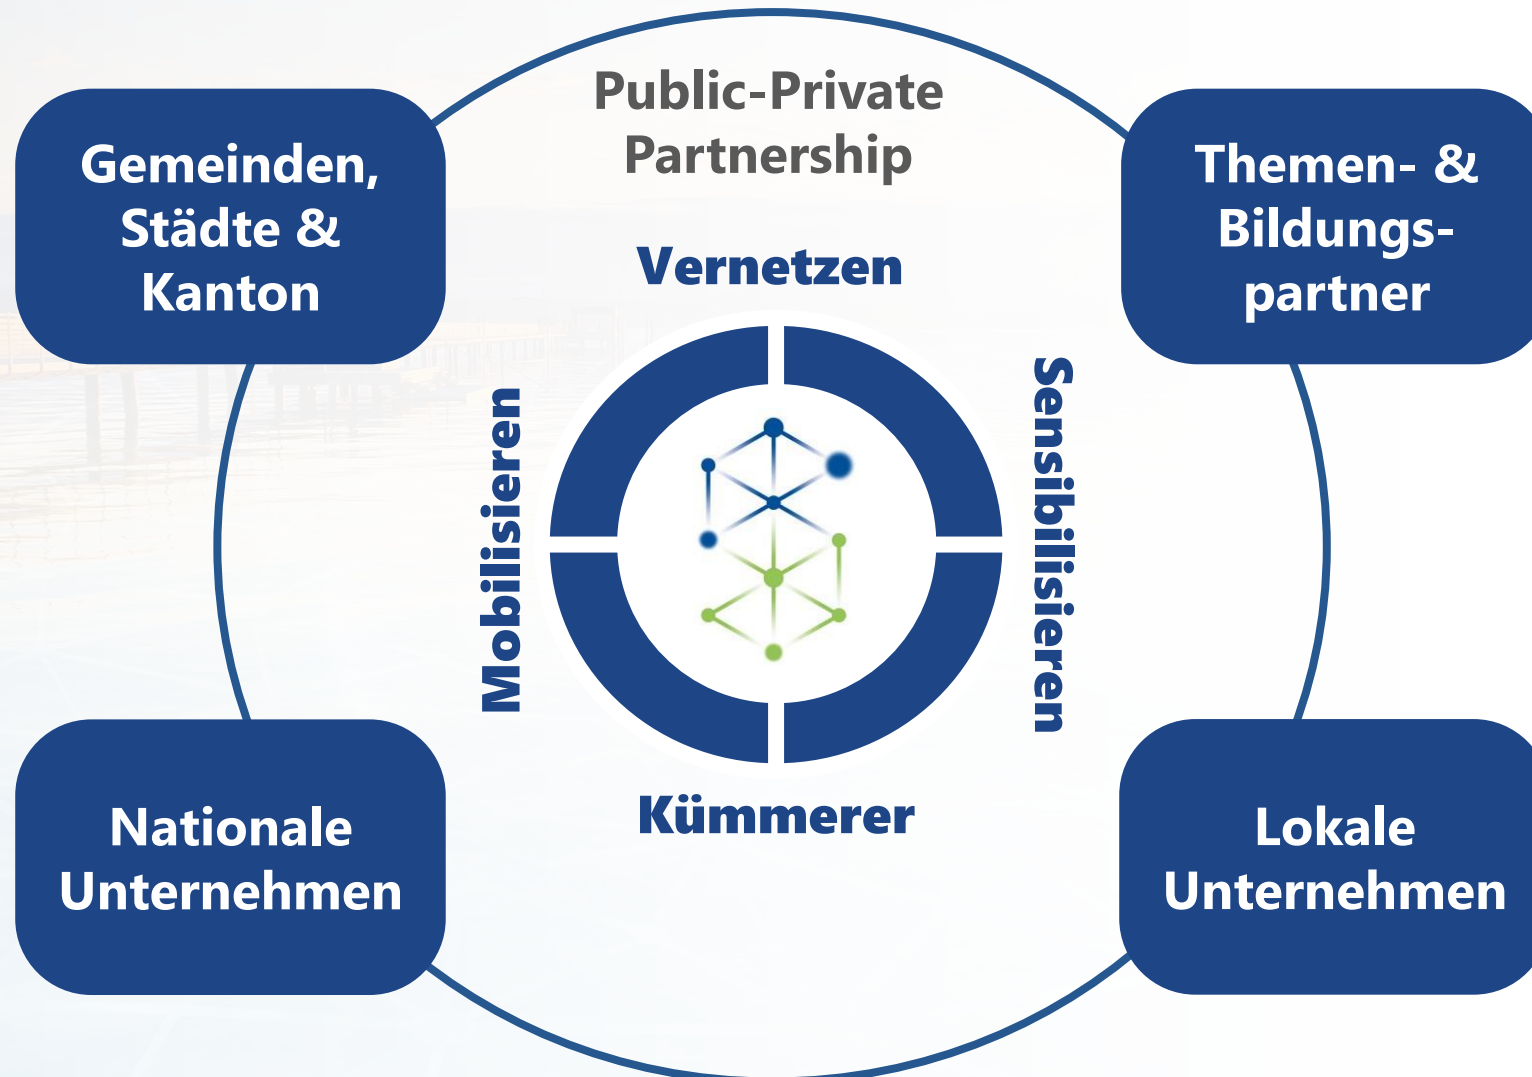 Public-Private
Partnership
Gemeinden,
Städte &
Kanton
Themen- &
Bildungs-
partner
Vernetzen
Mobilisieren
Sensibilisieren
Kümmerer
Nationale
Unternehmen
Lokale
Unternehmen